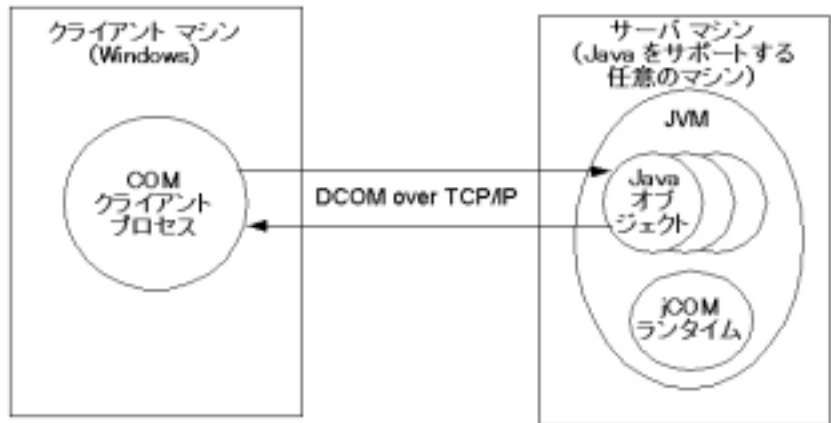 クライアント マシン
(Windows)
COM
クライアント
プロセス
DCOM over TCP/IP
サーバ マシン
(Java をサポートする
任意のマシン)
JVM
Java
オブ
ジェクト
jCOM
ランタイム